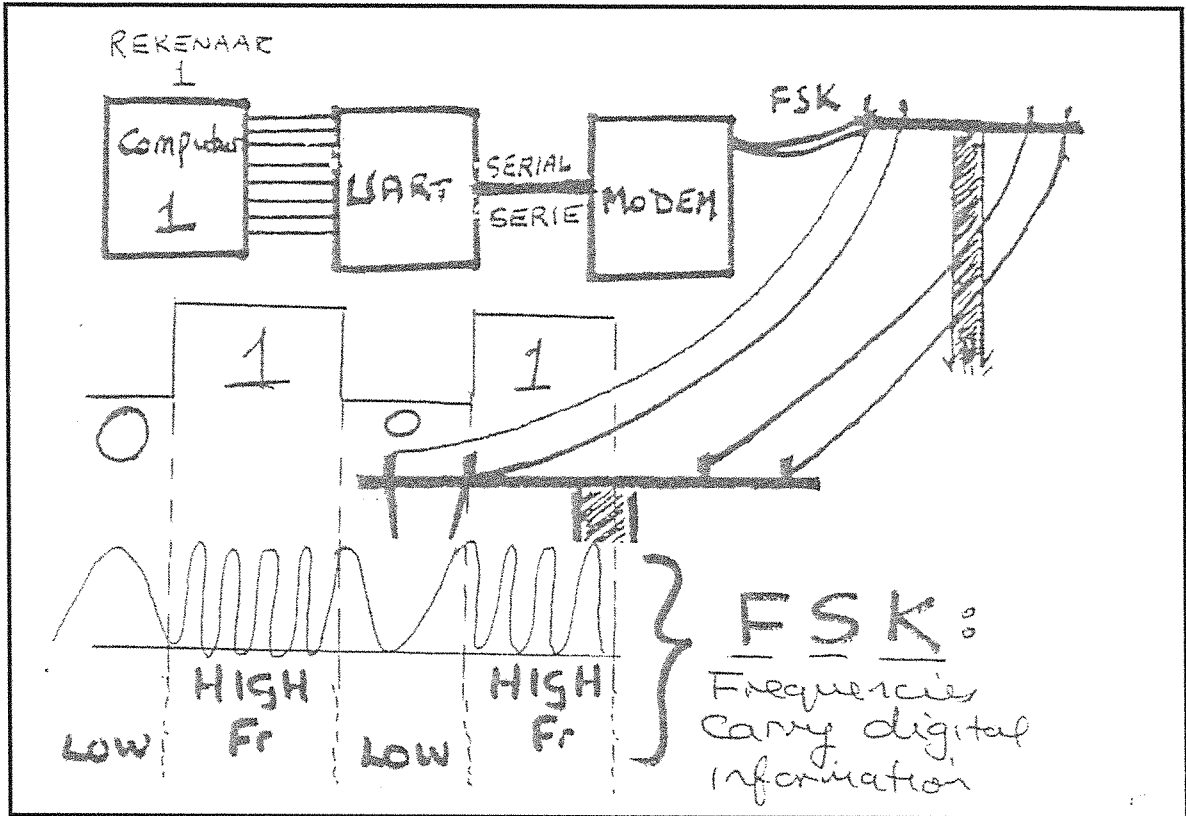 REKENAAR
1
Computer
1
UART
SERIAL
SERIE
MODEM
FSK
1
1
0
0
HIGH
Fr
HIGH
Fr
LOW
LOW
FSK:
Frequencies
Carry digital
information